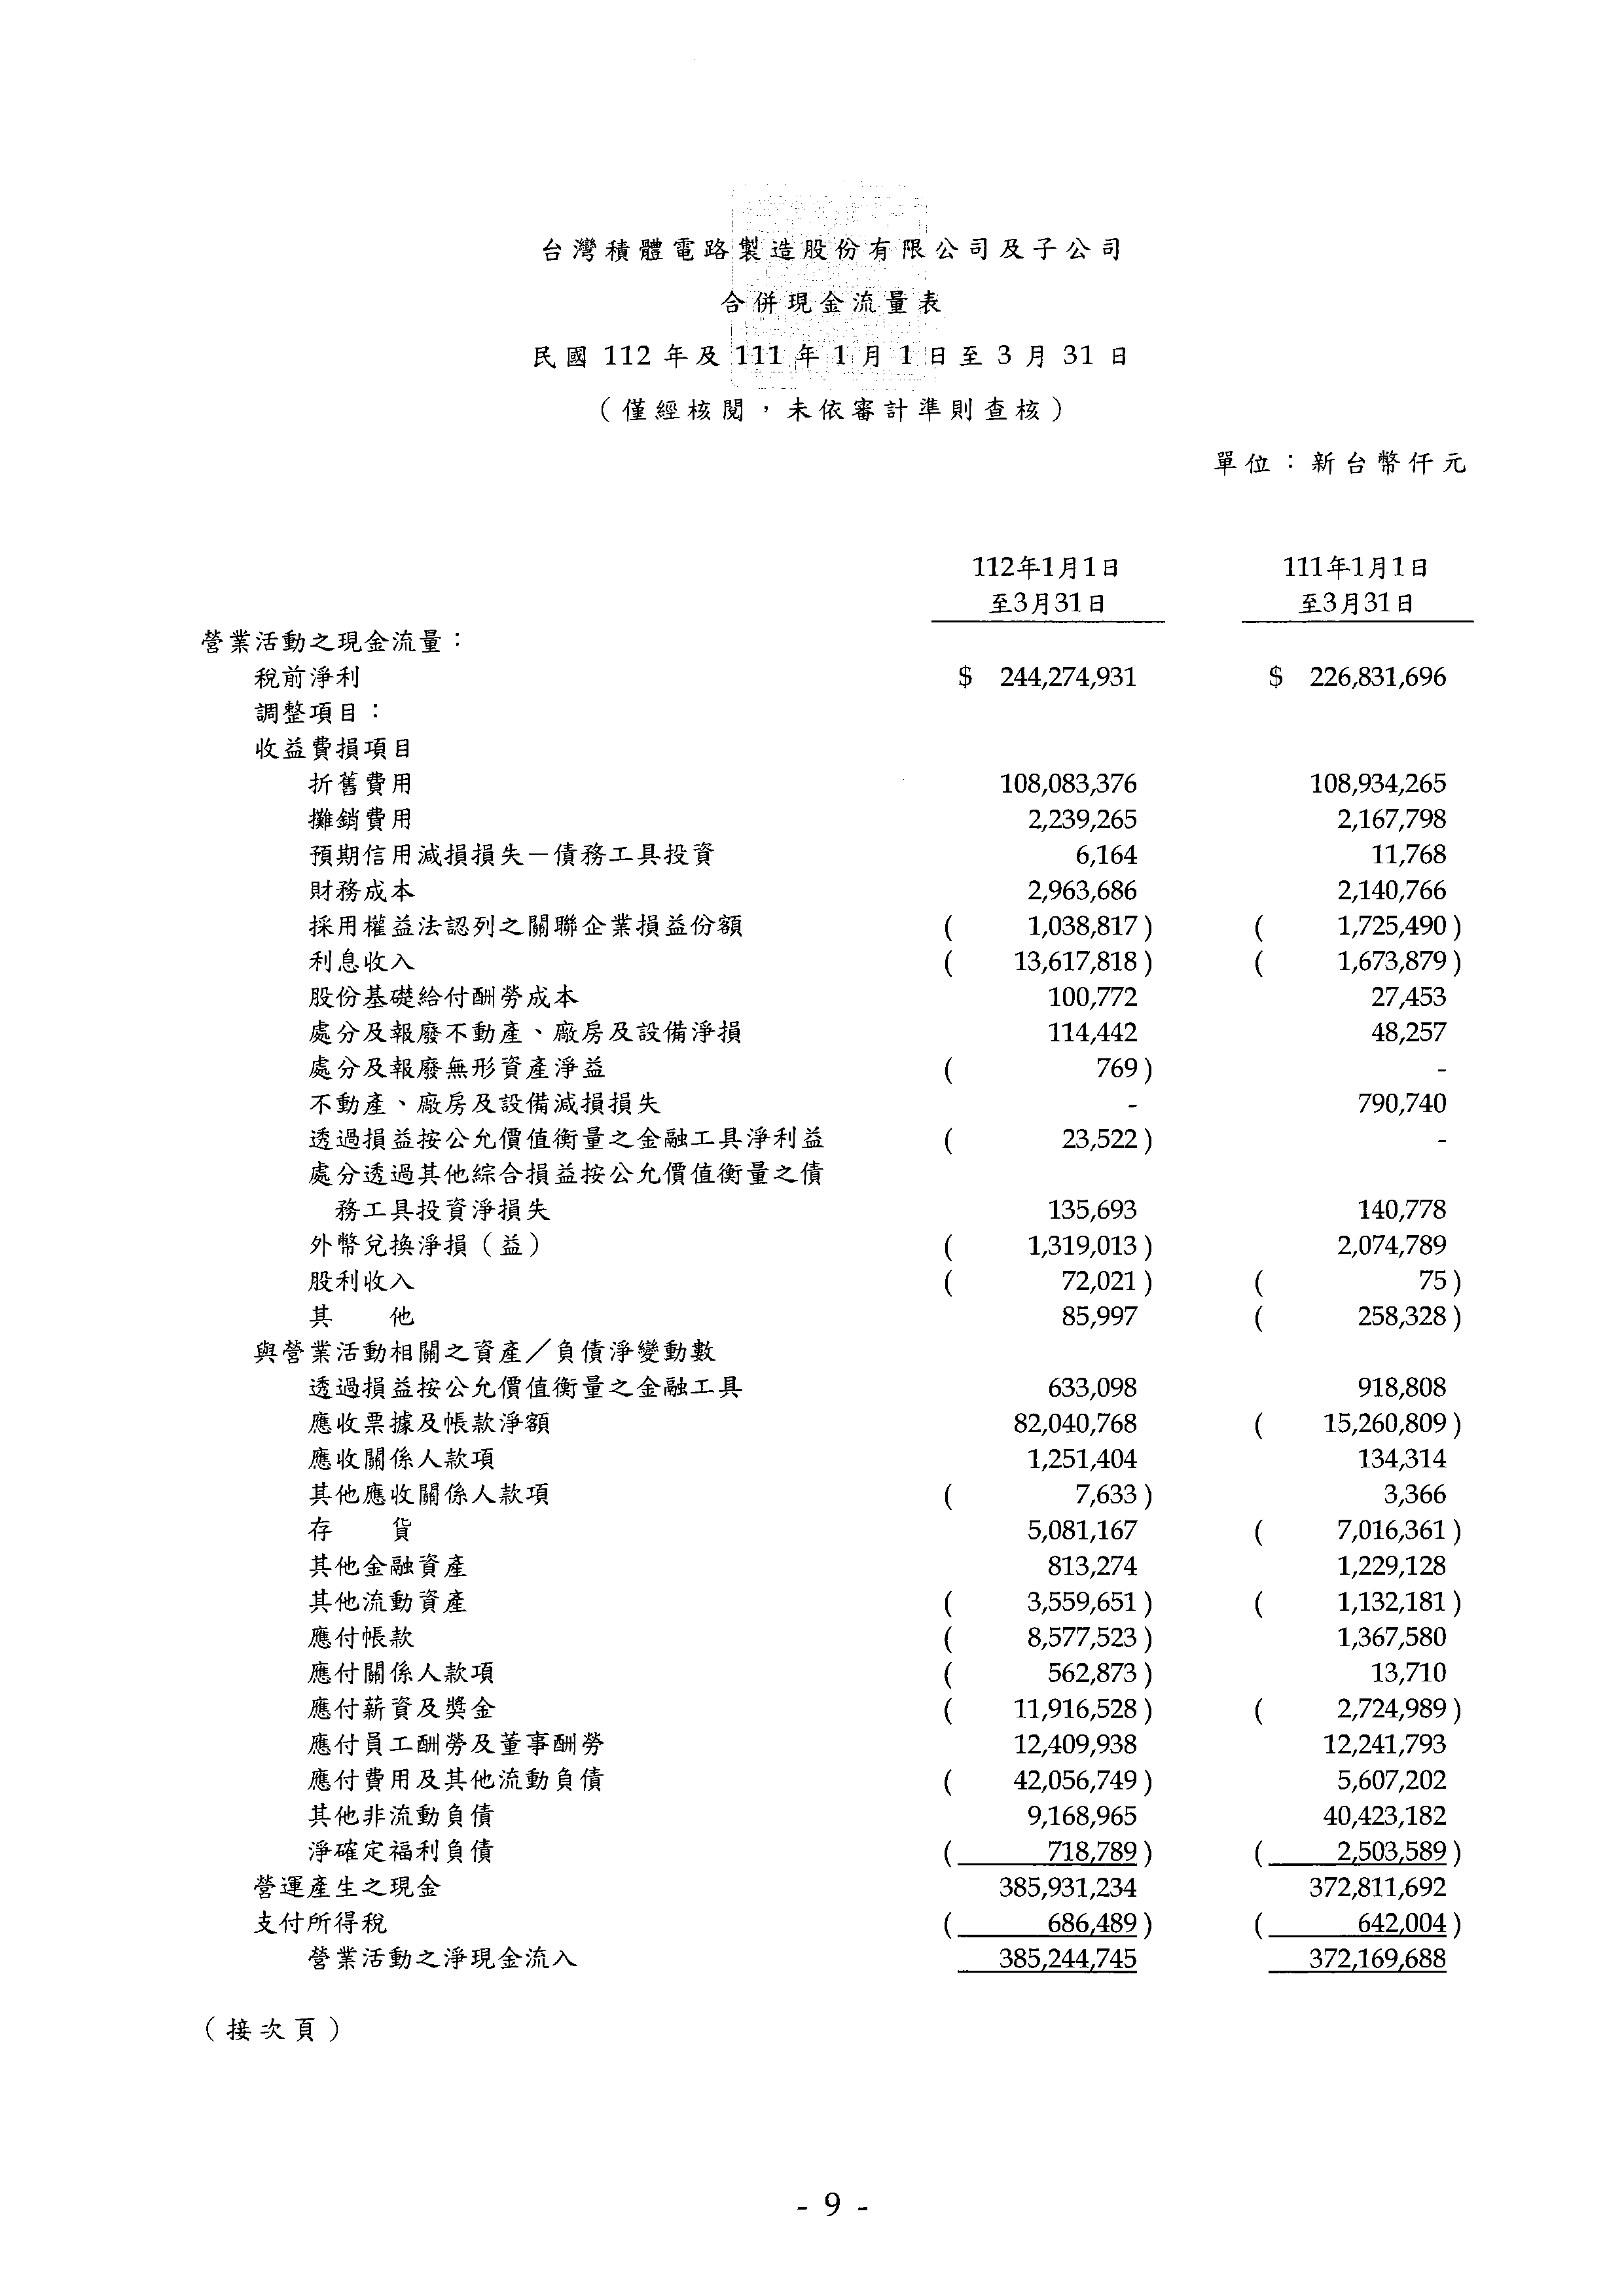 台灣積體電路製造股份有限公司及子公司
合併現金流量表
民國 112 年及 111 年 1 月 1 日至 3 月 31 日
（僅經核閱，未依審計準則查核）
單位：新台幣仟元
112年1月1日 111年1月1日
至3月31日 至3月31日
營業活動之現金流量：
稅前淨利 $ 244,274,931 $ 226,831,696
調整項目：
收益費損項目
折舊費用 108,083,376 108,934,265
攤銷費用 2,239,265 2,167,798
預期信用減損損失－債務工具投資 6,164 11,768
財務成本 2,963,686 2,140,766
採用權益法認列之關聯企業損益份額 ( 1,038,817 ) ( 1,725,490 )
利息收入 ( 13,617,818 ) ( 1,673,879 )
股份基礎給付酬勞成本 100,772 27,453
處分及報廢不動產、廠房及設備淨損 114,442 48,257
處分及報廢無形資產淨益 ( 769 ) -
不動產、廠房及設備減損損失 - 790,740
透過損益按公允價值衡量之金融工具淨利益 ( 23,522 ) -
處分透過其他綜合損益按公允價值衡量之債
務工具投資淨損失 135,693 140,778
外幣兌換淨損（益） ( 1,319,013 ) 2,074,789
股利收入 ( 72,021 ) ( 75 )
其 他 85,997 ( 258,328 )
與營業活動相關之資產／負債淨變動數
透過損益按公允價值衡量之金融工具 633,098 918,808
應收票據及帳款淨額 82,040,768 ( 15,260,809 )
應收關係人款項 1,251,404 134,314
其他應收關係人款項 ( 7,633 ) 3,366
存 貨 5,081,167 ( 7,016,361 )
其他金融資產 813,274 1,229,128
其他流動資產 ( 3,559,651 ) ( 1,132,181 )
應付帳款 ( 8,577,523 ) 1,367,580
應付關係人款項 ( 562,873 ) 13,710
應付薪資及獎金 ( 11,916,528 ) ( 2,724,989 )
應付員工酬勞及董事酬勞 12,409,938 12,241,793
應付費用及其他流動負債 ( 42,056,749 ) 5,607,202
其他非流動負債 9,168,965 40,423,182
淨確定福利負債 ( 718,789 ) ( 2,503,589 )
營運產生之現金 385,931,234 372,811,692
支付所得稅 ( 686,489 ) ( 642,004 )
營業活動之淨現金流入 385,244,745 372,169,688
（接次頁）
- 9 -